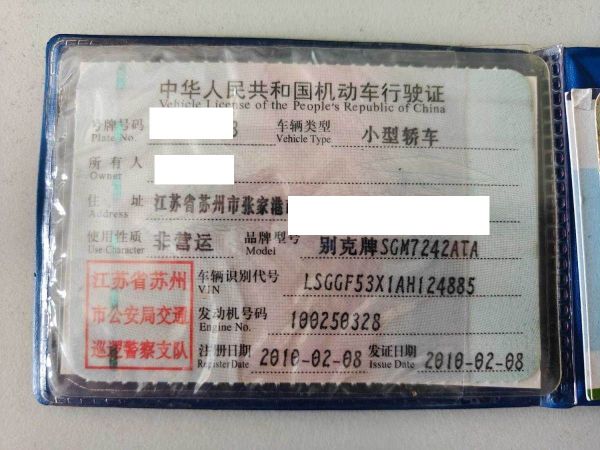 中华人民共和国机动车行驶证
Vehicle License of the People's Republic of China
号牌号码
Plate No.
车辆类型 小型轿车
Vehicle Type
所有人
Owner
住址 江苏省苏州市张家港
Address
使用性质 非营运 品牌型号 别克牌SGM7242ATA
Use Character Model
江苏省苏州
市公安局交通
巡逻警察支队
车辆识别代号 LSGGF53X1AH124885
VIN
发动机号码 100250328
Engine No.
注册日期 2010-02-08 发证日期 2010-02-08
Register Date Issue Date